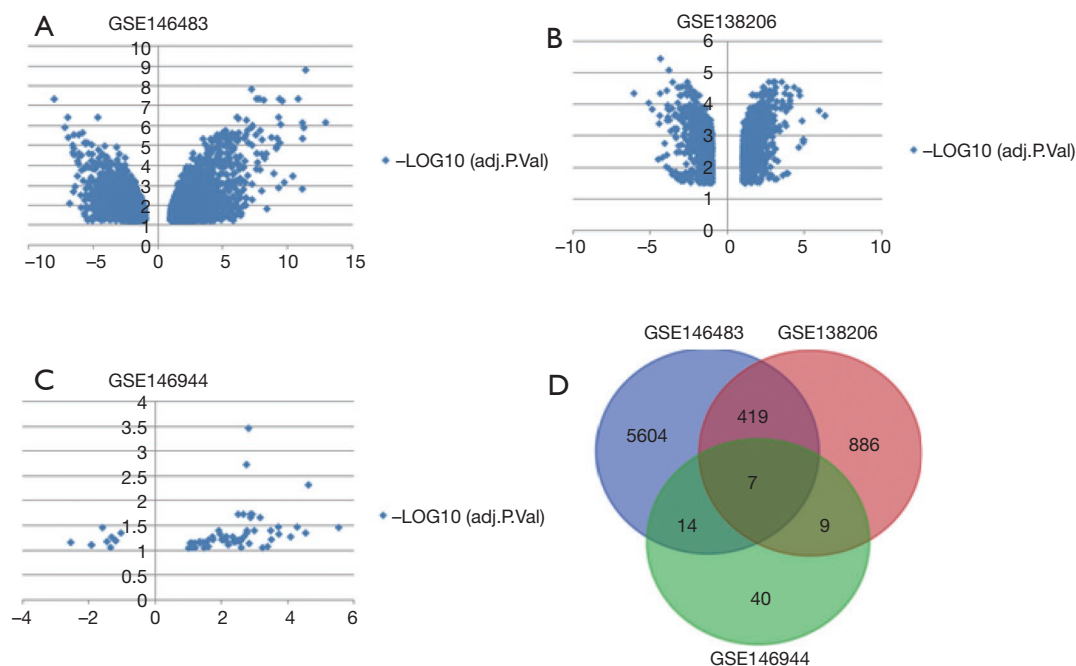 A
GSE146483
10
9
8
7
6
5
4
3
2
1
0
−10 −5 0 5 10 15
−LOG10 (adj.P.Val)
B
GSE138206
6
5
4
3
2
1
0
−10 −5 0 5 10
−LOG10 (adj.P.Val)
C
GSE146944
4
3.5
3
2.5
2
1.5
1
0.5
0
−4 −2 0 2 4 6
−LOG10 (adj.P.Val)
D
GSE146483 GSE138206
5604 419 886
7
14 9
40
GSE146944